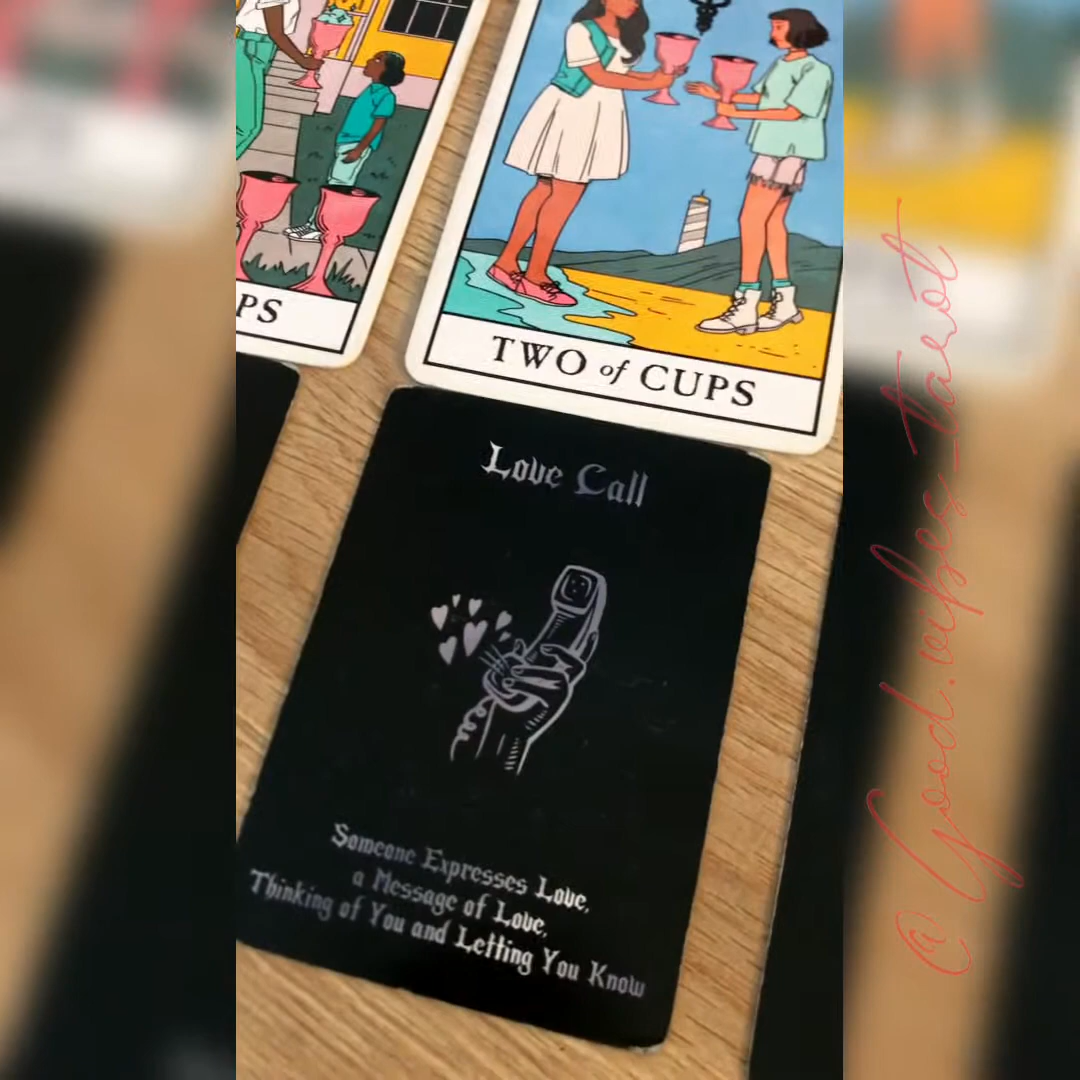 PS
TWO of CUPS
Love Call
Someone Expresses Love,
a Message of Love,
Thinking of You and Letting You Know
@Good.vibes_tarot